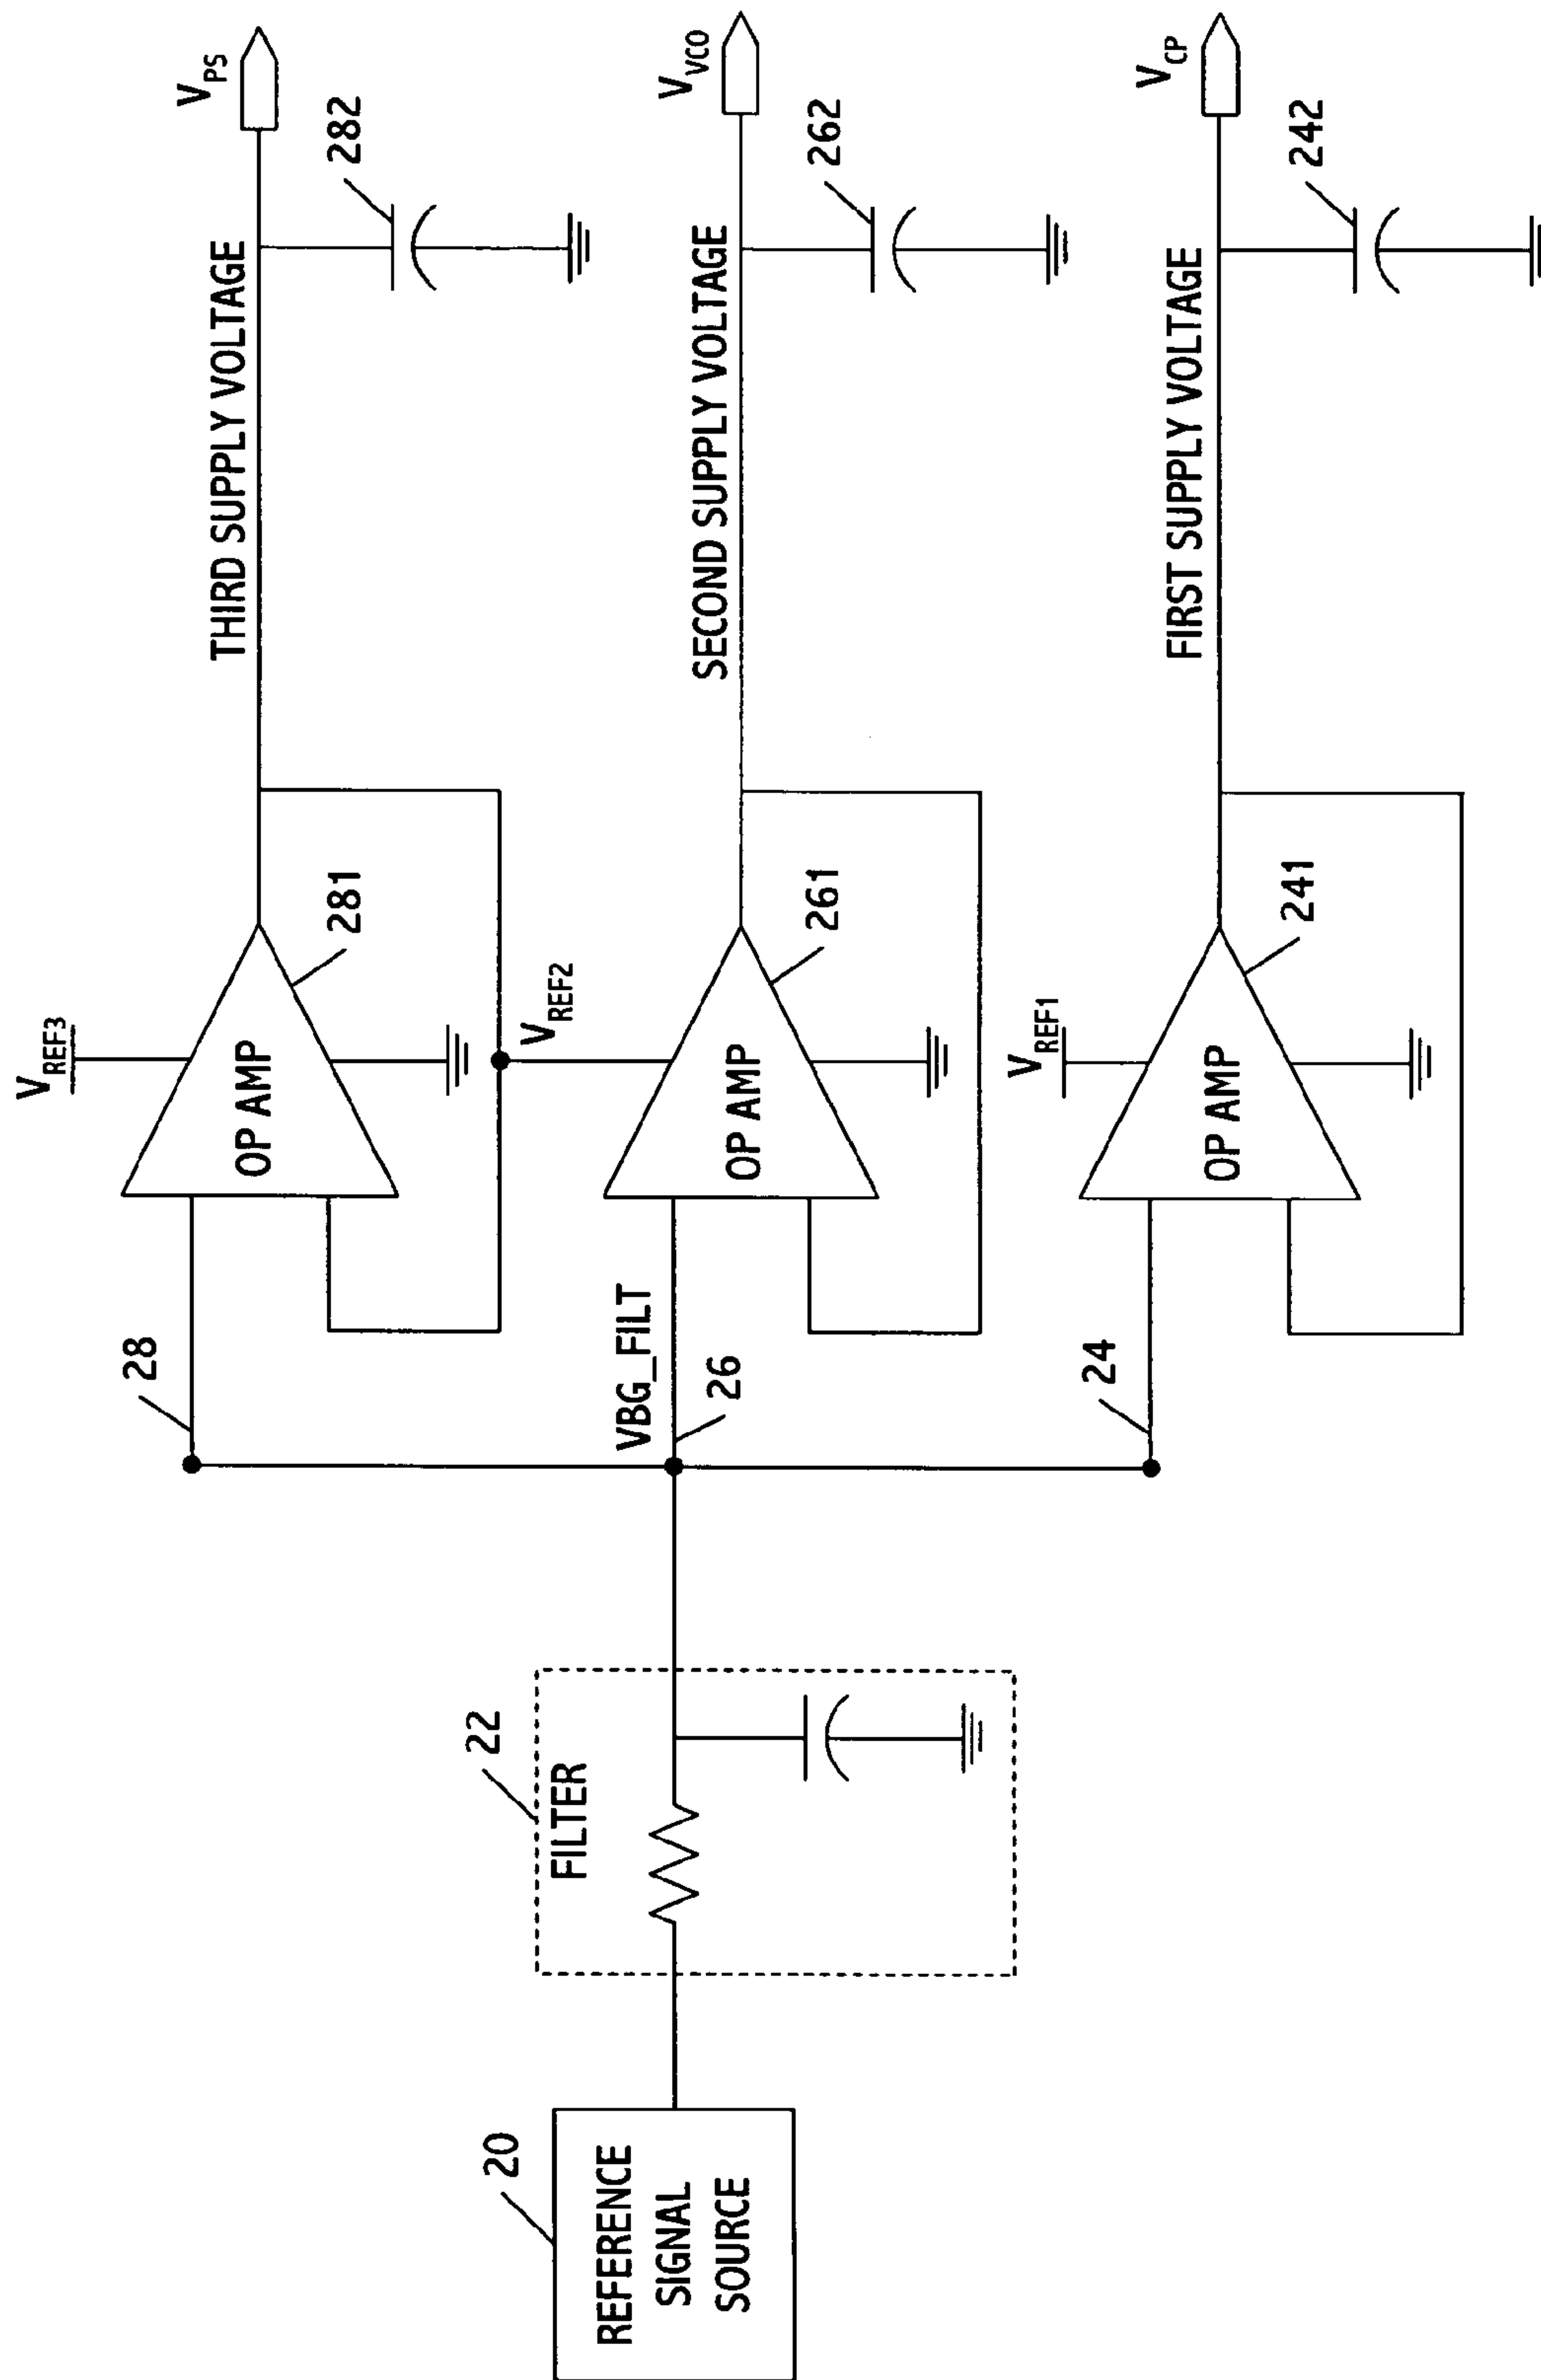 REFERENCE
SIGNAL
SOURCE
20
FILTER
22
VBG_FILT
28
26
24
V_REF3
OP AMP
281
THIRD SUPPLY VOLTAGE
282
V_PS
V_REF2
OP AMP
261
SECOND SUPPLY VOLTAGE
262
V_VCO
V_REF1
OP AMP
241
FIRST SUPPLY VOLTAGE
242
V_CP